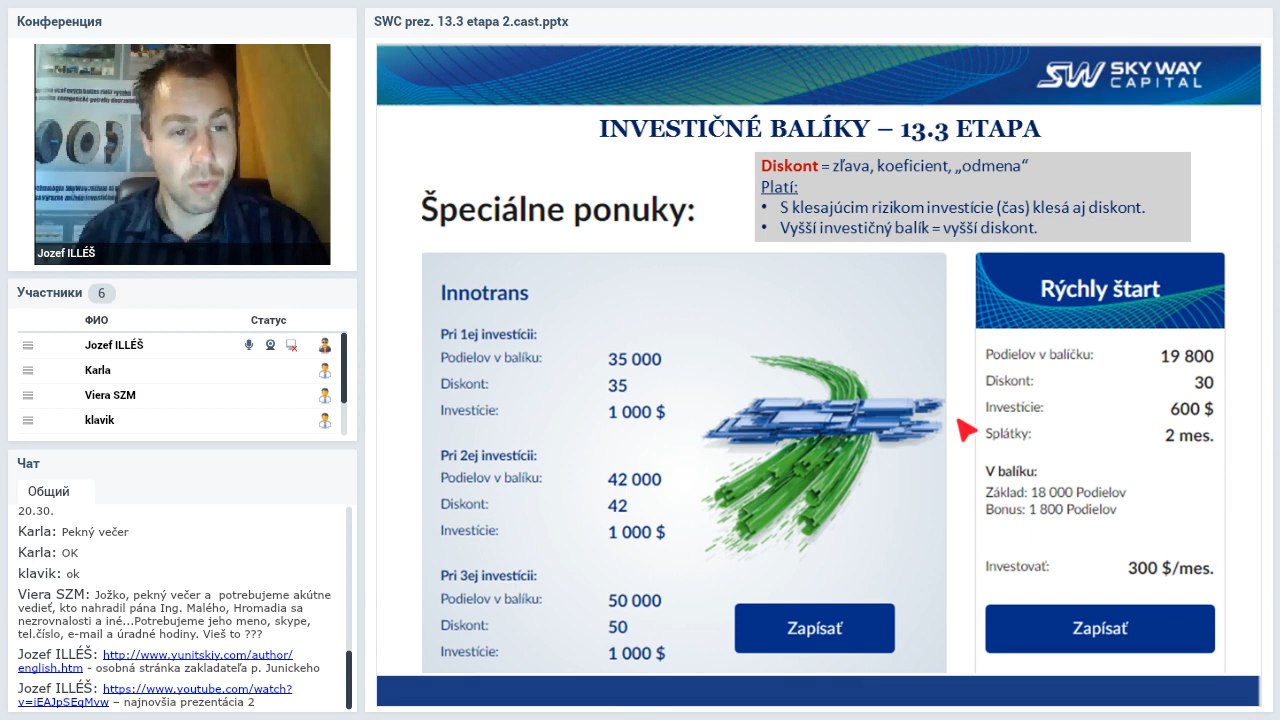 Конференция
Jozef ILLÉŠ
Участники 6
ФИО Статус
Jozef ILLÉŠ
Karla
Viera SZM
klavik
Чат
Общий
20.30.
Karla: Pekný večer
Karla: OK
klavik: ok
Viera SZM: Jožko, pekný večer a potrebujeme akútne
vedieť, kto nahradil pána Ing. Malého, Hromadia sa
nezrovnalosti a iné...Potrebujeme jeho meno, skype,
tel.číslo, e-mail a úradné hodiny. Vieš to ???
Jozef ILLÉŠ: http://www.yunitskiy.com/author/
english.htm - osobná stránka zakladateľa p. Junickeho
Jozef ILLÉŠ: https://www.youtube.com/watch?
v=iEAJpSEqMvw – najnovšia prezentácia 2
SWC prez. 13.3 etapa 2.cast.pptx
SW SKY WAY
CAPITAL
INVESTIČNÉ BALÍKY – 13.3 ETAPA
Špeciálne ponuky:
Diskont = zľava, koeficient, „odmena“
Platí:
• S klesajúcim rizikom investície (čas) klesá aj diskont.
• Vyšší investičný balík = vyšší diskont.
Innotrans
Pri 1ej investícii:
Podielov v balíku: 35 000
Diskont: 35
Investície: 1 000 $
Pri 2ej investícii:
Podielov v balíku: 42 000
Diskont: 42
Investície: 1 000 $
Pri 3ej investícii:
Podielov v balíku: 50 000
Diskont: 50
Investície: 1 000 $
Zapísať
Rýchly štart
Podielov v balíčku: 19 800
Diskont: 30
Investície: 600 $
Splátky: 2 mes.
V balíku:
Základ: 18 000 Podielov
Bonus: 1 800 Podielov
Investovať: 300 $/mes.
Zapísať